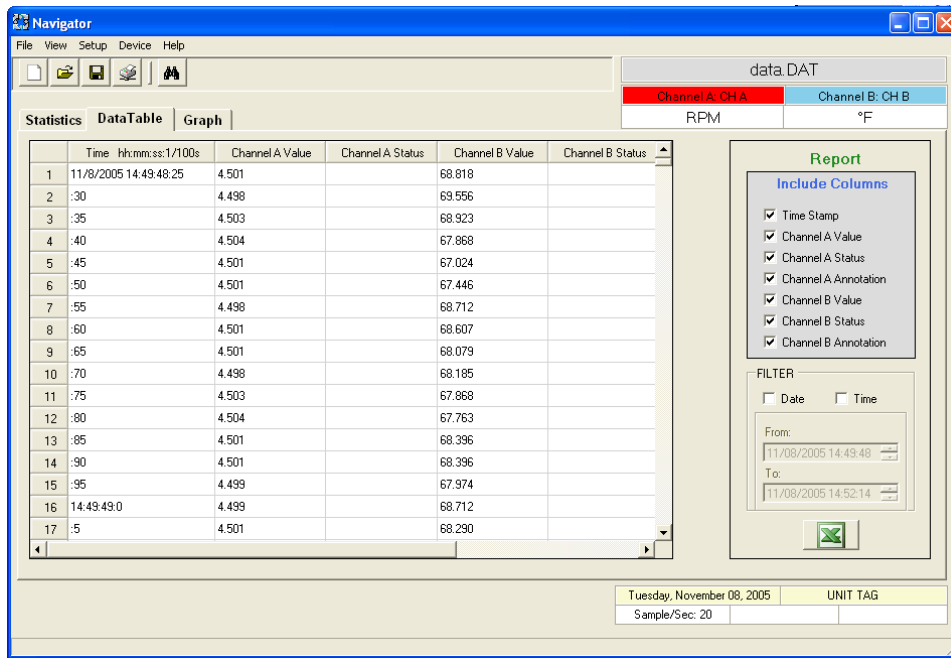 Navigator
File View Setup Device Help
data.DAT
Channel A: CH A Channel B: CH B
RPM °F
Statistics DataTable Graph
Time hh:mm:ss:1/100s Channel A Value Channel A Status Channel B Value Channel B Status
1 11/8/2005 14:49:48:25 4.501 68.818
2 :30 4.498 69.556
3 :35 4.503 68.923
4 :40 4.504 67.868
5 :45 4.501 67.024
6 :50 4.501 67.446
7 :55 4.498 68.712
8 :60 4.501 68.607
9 :65 4.501 68.079
10 :70 4.498 68.185
11 :75 4.503 67.868
12 :80 4.504 67.763
13 :85 4.501 68.396
14 :90 4.501 68.396
15 :95 4.499 67.974
16 14:49:49:0 4.499 68.712
17 :5 4.501 68.290
Report
Include Columns
Time Stamp
Channel A Value
Channel A Status
Channel A Annotation
Channel B Value
Channel B Status
Channel B Annotation
FILTER
Date Time
From:
11/08/2005 14:49:48
To:
11/08/2005 14:52:14
Tuesday, November 08, 2005 UNIT TAG
Sample/Sec: 20